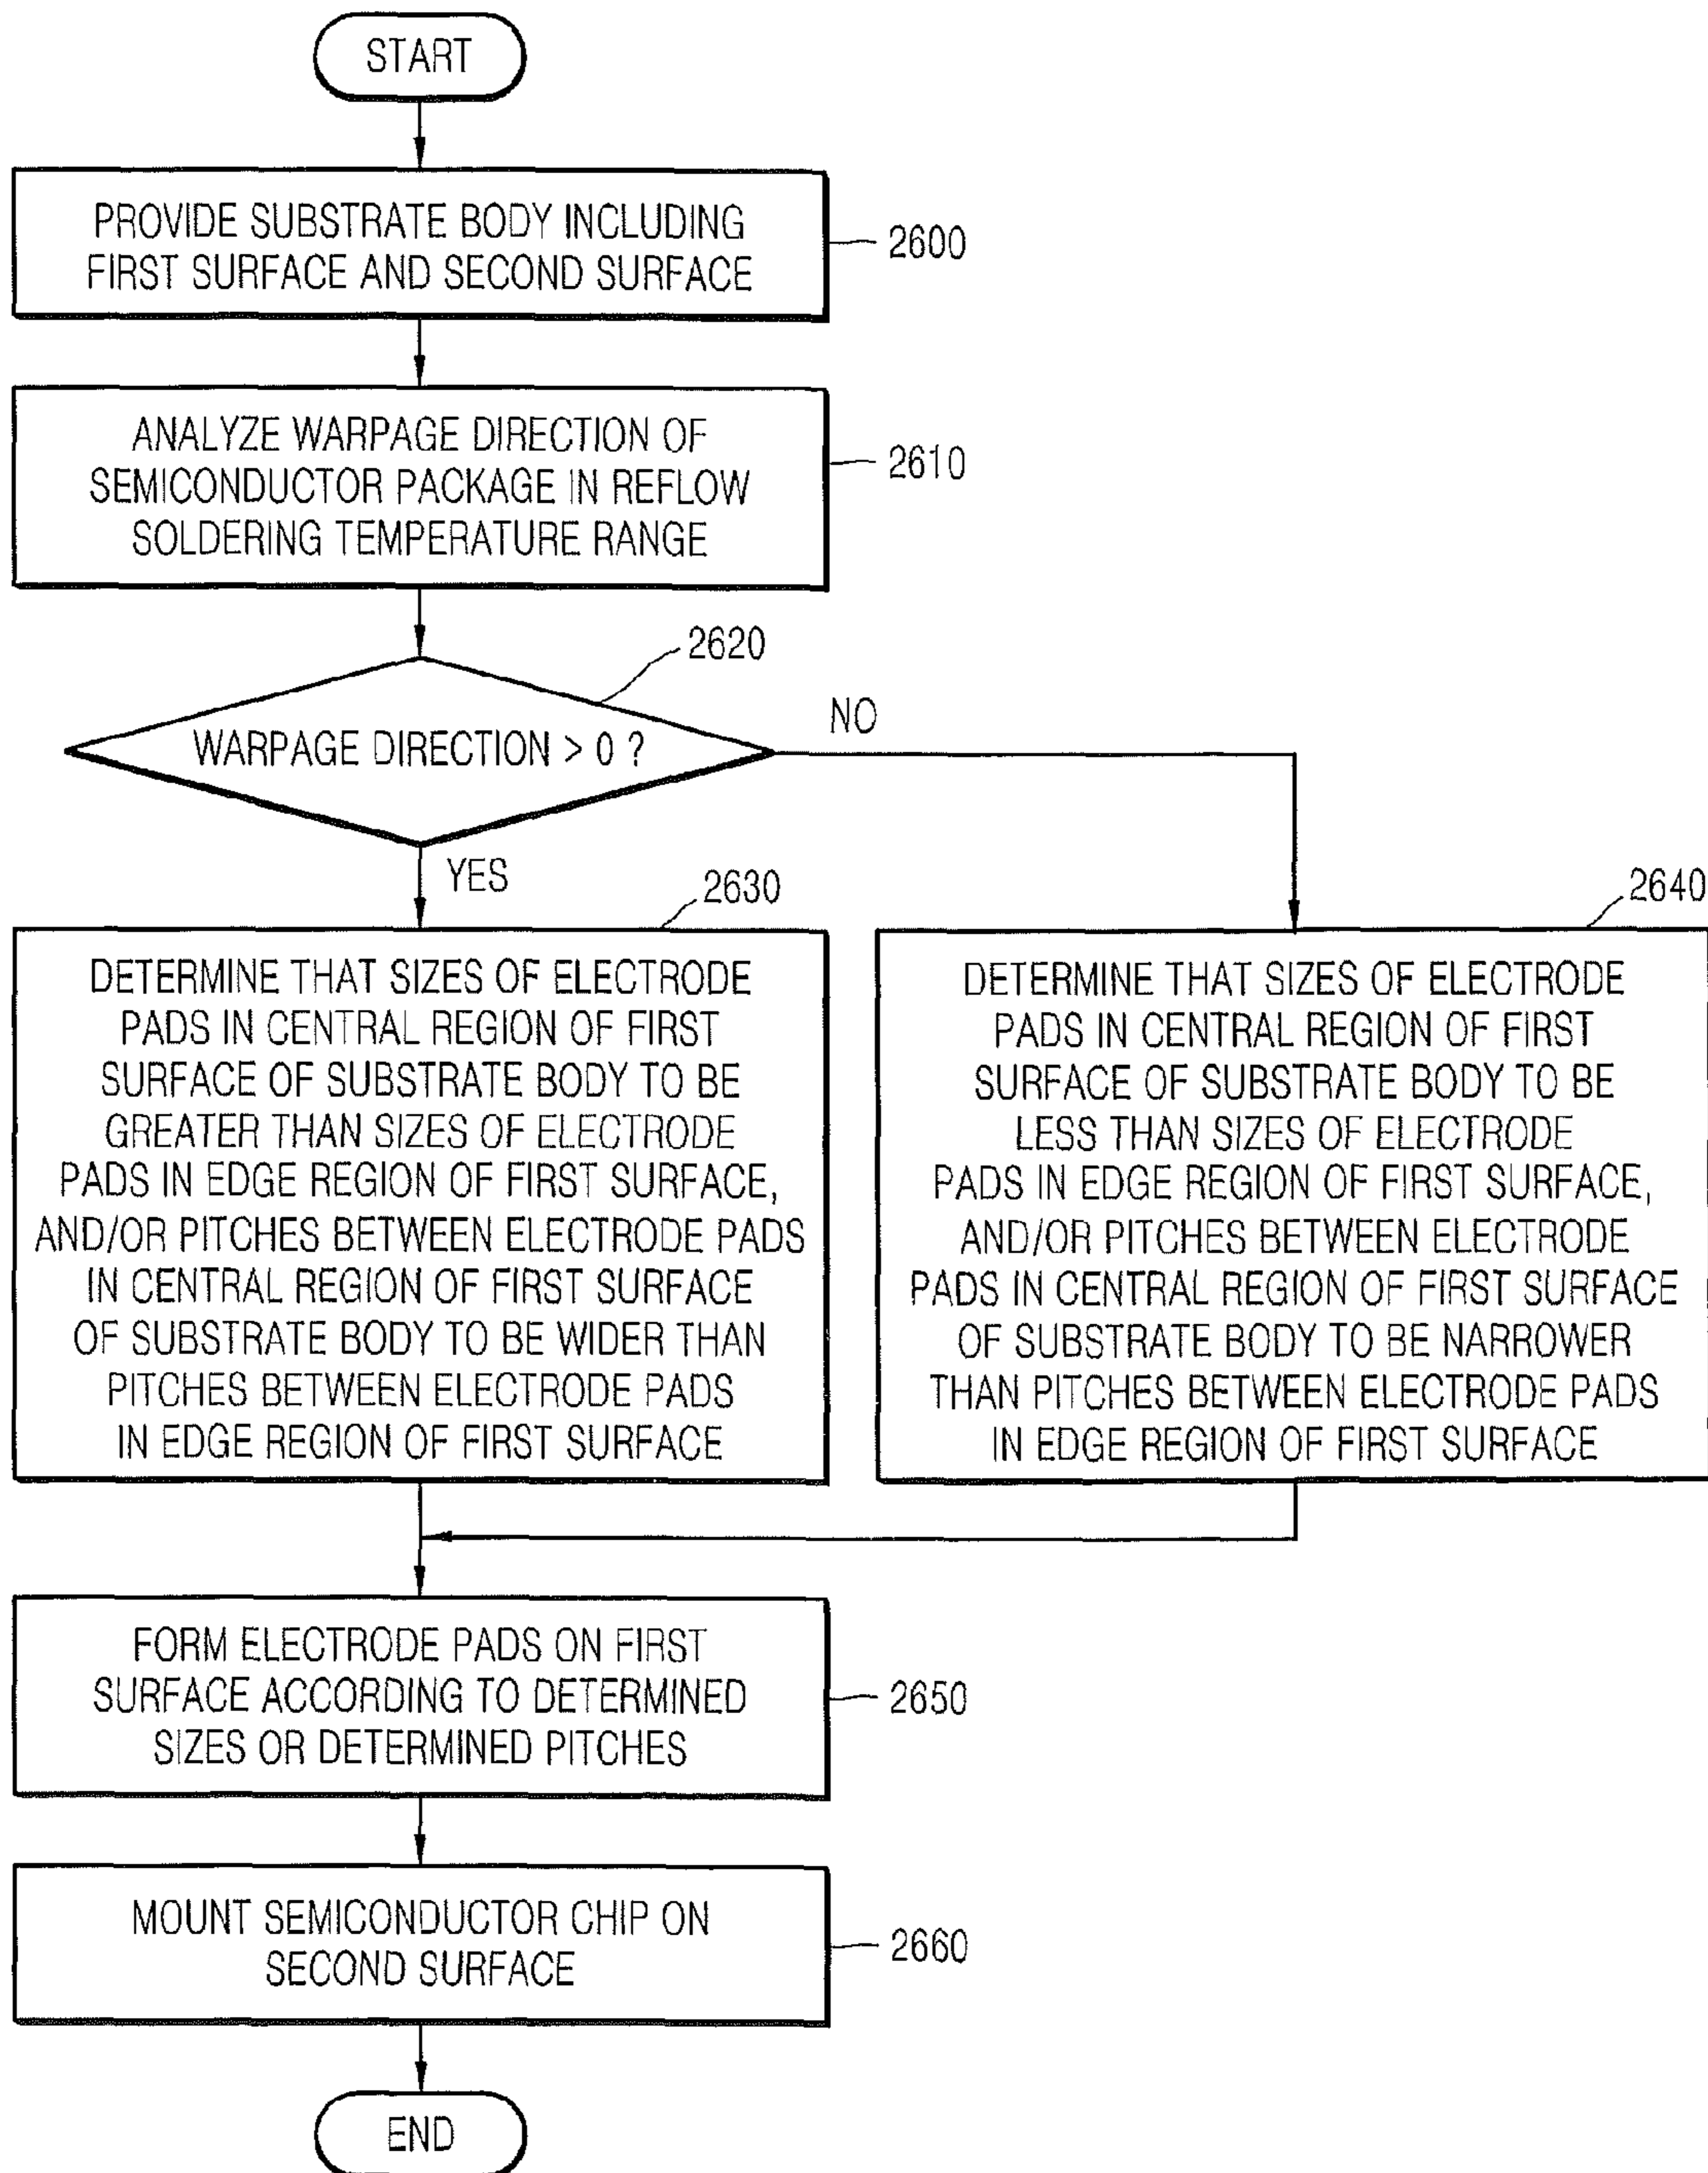 START
PROVIDE SUBSTRATE BODY INCLUDING
FIRST SURFACE AND SECOND SURFACE
2600
ANALYZE WARPAGE DIRECTION OF
SEMICONDUCTOR PACKAGE IN REFLOW
SOLDERING TEMPERATURE RANGE
2610
2620
WARPAGE DIRECTION > 0 ?
NO
YES
2630
DETERMINE THAT SIZES OF ELECTRODE
PADS IN CENTRAL REGION OF FIRST
SURFACE OF SUBSTRATE BODY TO BE
GREATER THAN SIZES OF ELECTRODE
PADS IN EDGE REGION OF FIRST SURFACE,
AND/OR PITCHES BETWEEN ELECTRODE PADS
IN CENTRAL REGION OF FIRST SURFACE
OF SUBSTRATE BODY TO BE WIDER THAN
PITCHES BETWEEN ELECTRODE PADS
IN EDGE REGION OF FIRST SURFACE
2640
DETERMINE THAT SIZES OF ELECTRODE
PADS IN CENTRAL REGION OF FIRST
SURFACE OF SUBSTRATE BODY TO BE
LESS THAN SIZES OF ELECTRODE
PADS IN EDGE REGION OF FIRST SURFACE,
AND/OR PITCHES BETWEEN ELECTRODE
PADS IN CENTRAL REGION OF FIRST SURFACE
OF SUBSTRATE BODY TO BE NARROWER
THAN PITCHES BETWEEN ELECTRODE PADS
IN EDGE REGION OF FIRST SURFACE
FORM ELECTRODE PADS ON FIRST
SURFACE ACCORDING TO DETERMINED
SIZES OR DETERMINED PITCHES
2650
MOUNT SEMICONDUCTOR CHIP ON
SECOND SURFACE
2660
END